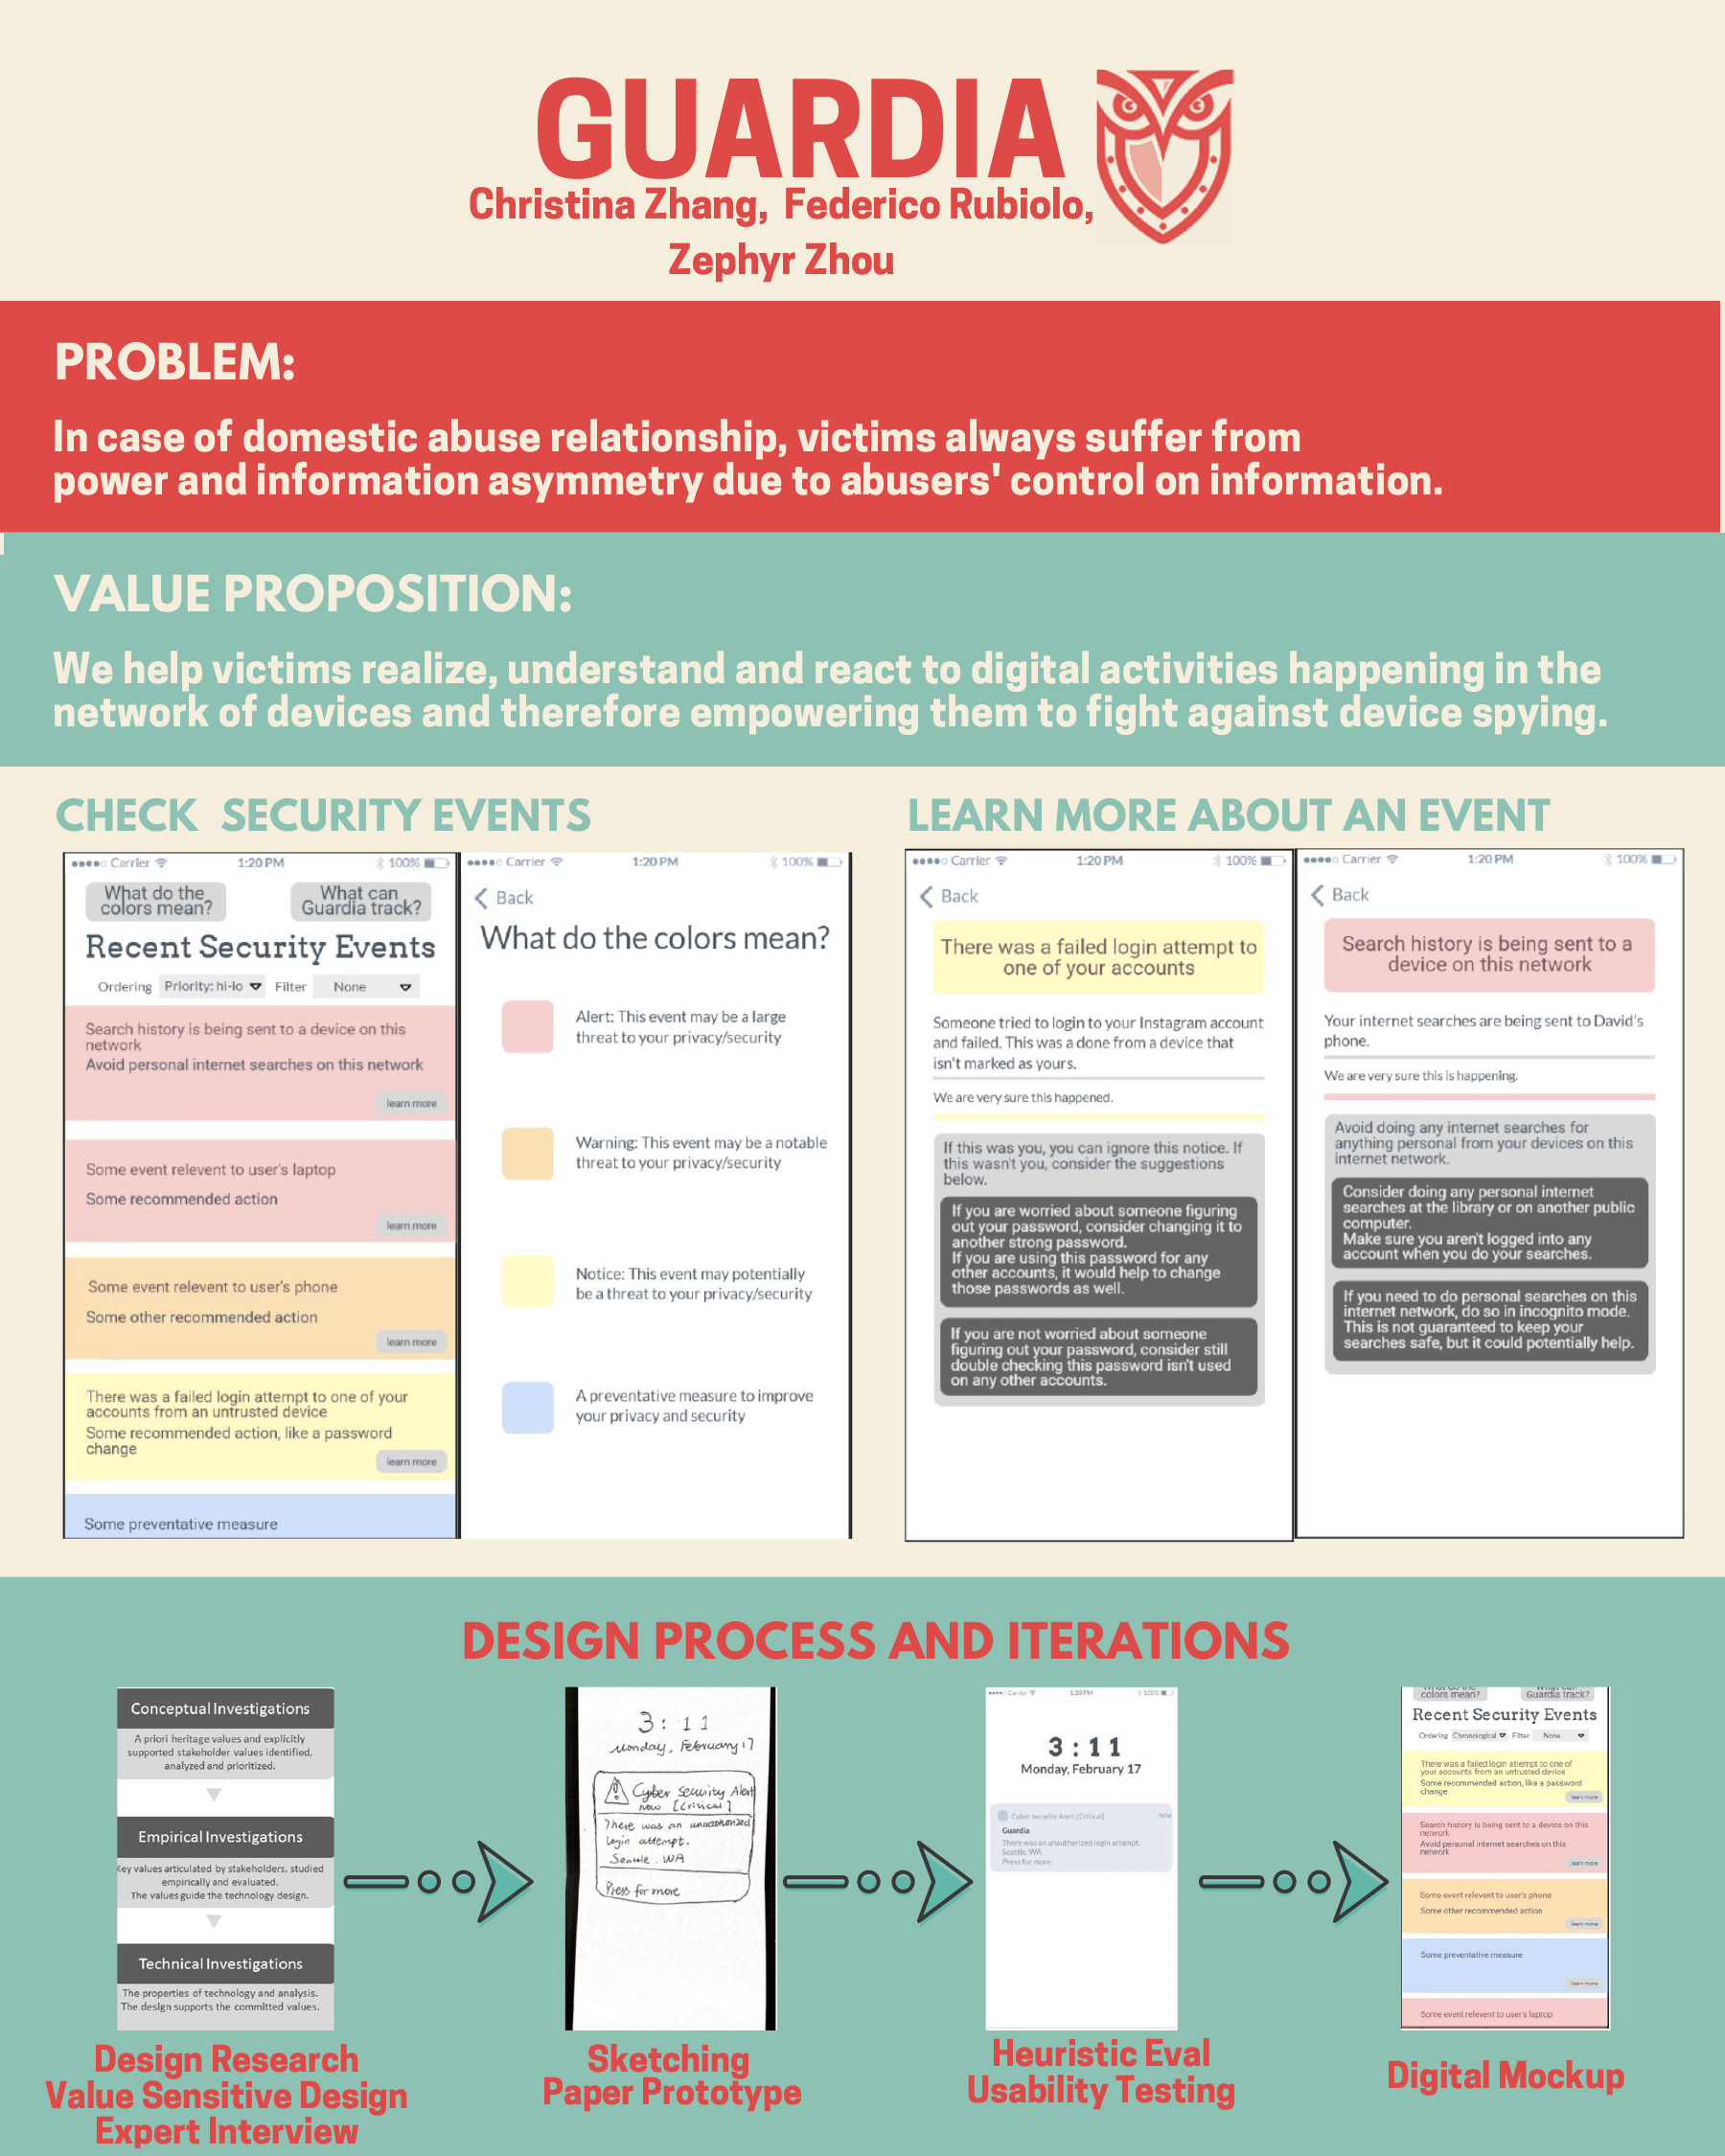 GUARDIA
Christina Zhang, Federico Rubiolo,
Zephyr Zhou
PROBLEM:
In case of domestic abuse relationship, victims always suffer from
power and information asymmetry due to abusers' control on information.
VALUE PROPOSITION:
We help victims realize, understand and react to digital activities happening in the
network of devices and therefore empowering them to fight against device spying.
CHECK SECURITY EVENTS
Carrier 1:20 PM 100%
What do the
colors mean?
What can
Guardia track?
Recent Security Events
Ordering Priority: hi-lo Filter None
Search history is being sent to a device on this
network
Avoid personal internet searches on this network
learn more
Some event relevent to user's laptop
Some recommended action
learn more
Some event relevent to user's phone
Some other recommended action
learn more
There was a failed login attempt to one of your
accounts from an untrusted device
Some recommended action, like a password
change
learn more
Some preventative measure
Carrier 1:20 PM 100%
Back
What do the colors mean?
Alert: This event may be a large
threat to your privacy/security
Warning: This event may be a notable
threat to your privacy/security
Notice: This event may potentially
be a threat to your privacy/security
A preventative measure to improve
your privacy and security
LEARN MORE ABOUT AN EVENT
Carrier 1:20 PM 100%
Back
There was a failed login attempt to
one of your accounts
Someone tried to login to your Instagram account
and failed. This was a done from a device that
isn't marked as yours.
We are very sure this happened.
If this was you, you can ignore this notice. If
this wasn't you, consider the suggestions
below.
If you are worried about someone figuring
out your password, consider changing it to
another strong password.
If you are using this password for any
other accounts, it would help to change
those passwords as well.
If you are not worried about someone
figuring out your password, consider still
double checking this password isn't used
on any other accounts.
Carrier 1:20 PM 100%
Back
Search history is being sent to a
device on this network
Your internet searches are being sent to David's
phone.
We are very sure this is happening.
Avoid doing any internet searches for
anything personal from your devices on this
internet network.
Consider doing any personal internet
searches at the library or on another public
computer.
Make sure you aren't logged into any
account when you do your searches.
If you need to do personal searches on this
internet network, do so in incognito mode.
This is not guaranteed to keep your
searches safe, but it could potentially help.
DESIGN PROCESS AND ITERATIONS
Conceptual Investigations
A priori heritage values and explicitly
supported stakeholder values identified,
analyzed and prioritized.
Empirical Investigations
Key values articulated by stakeholders, studied
empirically and evaluated.
The values guide the technology design.
Technical Investigations
The properties of technology and analysis.
The design supports the committed values.
Design Research
Value Sensitive Design
Expert Interview
3:11
Monday, February 17
Cyber Security Alert
now [Critical]
There was an unauthorized
login attempt.
Seattle. WA
Press for more
Sketching
Paper Prototype
Carrier 1:20 PM 100%
3:11
Monday, February 17
Cyber security Alert [Critical] now
Guardia
There was an unauthorized login attampt.
Seattle, WA
Press for more.
Heuristic Eval
Usability Testing
colors mean?
Guardia track?
Recent Security Events
Ordering Chronological Filter None
There was a failed login attempt to one of
your accounts from an untrusted device
Some recommended action, like a password
change
learn more
Search history is being sent to a device on this
network
Avoid personal internet searches on this
network
learn more
Some event relevent to user's phone
Some other recommended action
learn more
Some preventative measure
learn more
Some event relevent to user's laptop
Digital Mockup